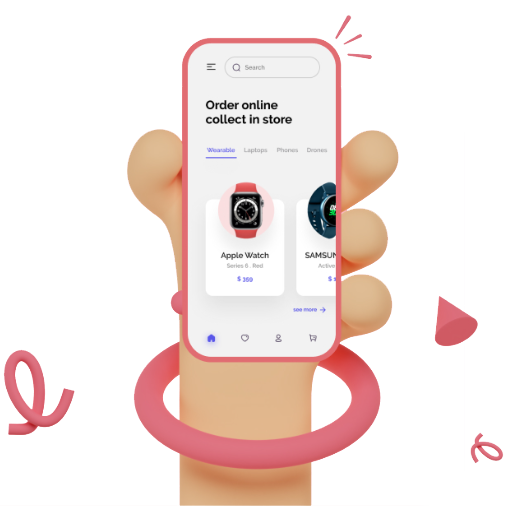 Search
Order online
collect in store
Wearable Laptops Phones Drones
Apple Watch
Series 6 . Red
$ 359
SAMSUN
Active
$
see more →